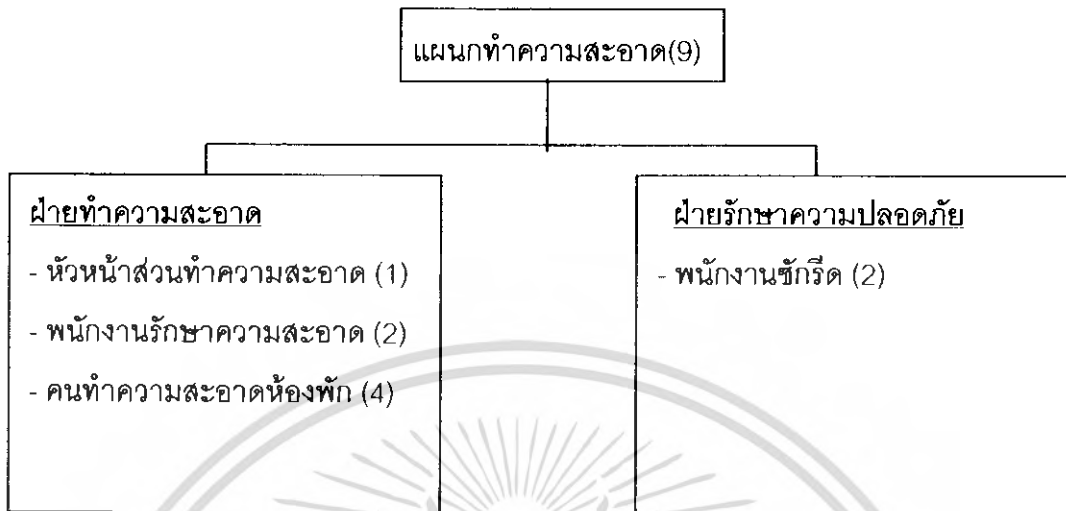 แผนกทำความสะอาด(9)
ฝ่ายทำความสะอาด
- หัวหน้าส่วนทำความสะอาด (1)
- พนักงานรักษาความสะอาด (2)
- คนทำความสะอาดห้องพัก (4)
ฝ่ายรักษาความปลอดภัย
- พนักงานซักรีด (2)